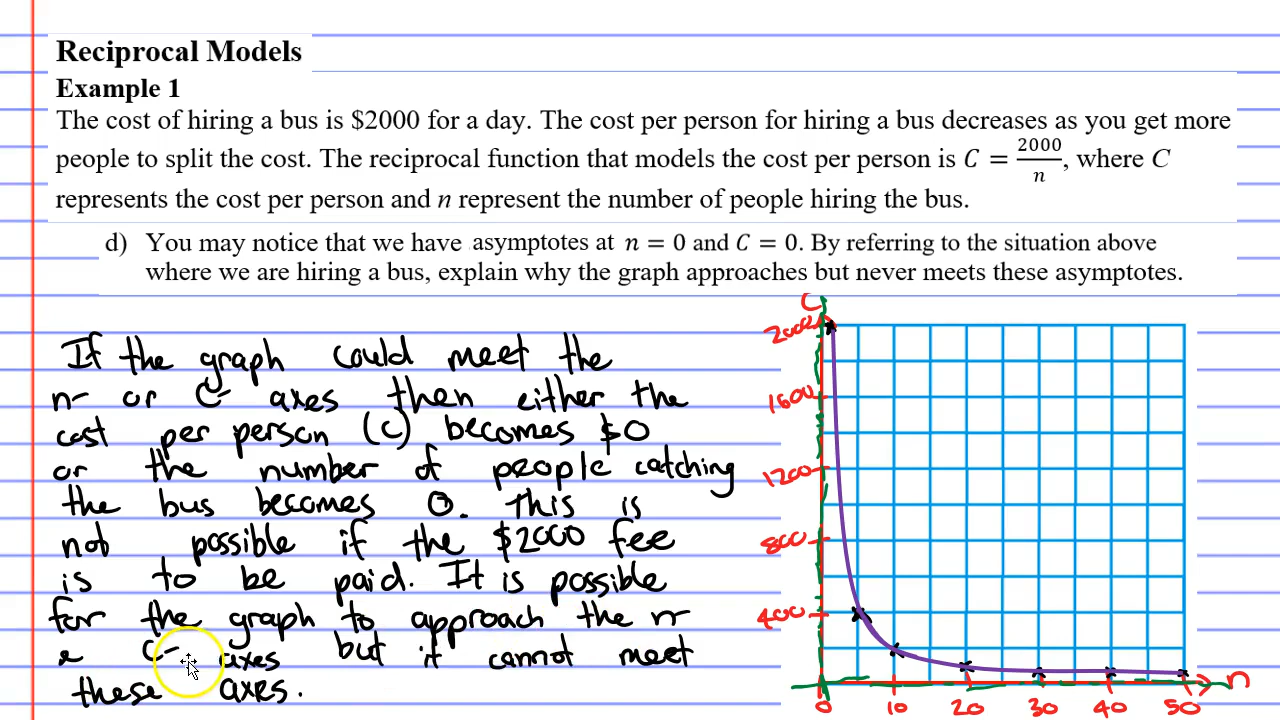 Reciprocal Models
Example 1
The cost of hiring a bus is $2000 for a day. The cost per person for hiring a bus decreases as you get more
people to split the cost. The reciprocal function that models the cost per person is C = 2000/n, where C
represents the cost per person and n represent the number of people hiring the bus.
d) You may notice that we have asymptotes at n = 0 and C = 0. By referring to the situation above
where we are hiring a bus, explain why the graph approaches but never meets these asymptotes.
If the graph could meet the
n- or C- axes then either the
cost per person (C) becomes $0
or the number of people catching
the bus becomes 0. This is
not possible if the $2000 fee
is to be paid. It is possible
for the graph to approach the n-
& C- axes but it cannot meet
these axes.
C
2000
1600
1200
800
400
0 10 20 30 40 50
n